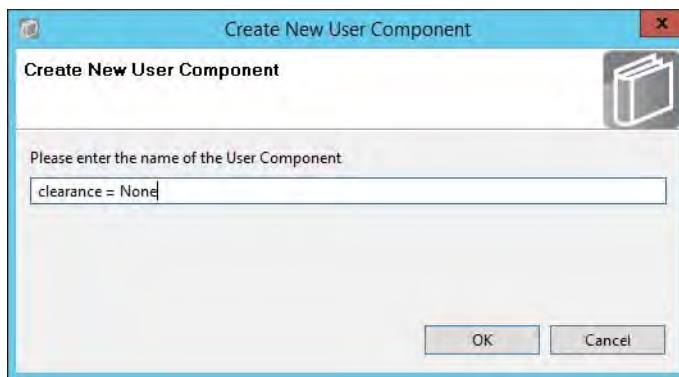 Create New User Component
x
Create New User Component
Please enter the name of the User Component
clearance = None
OK Cancel